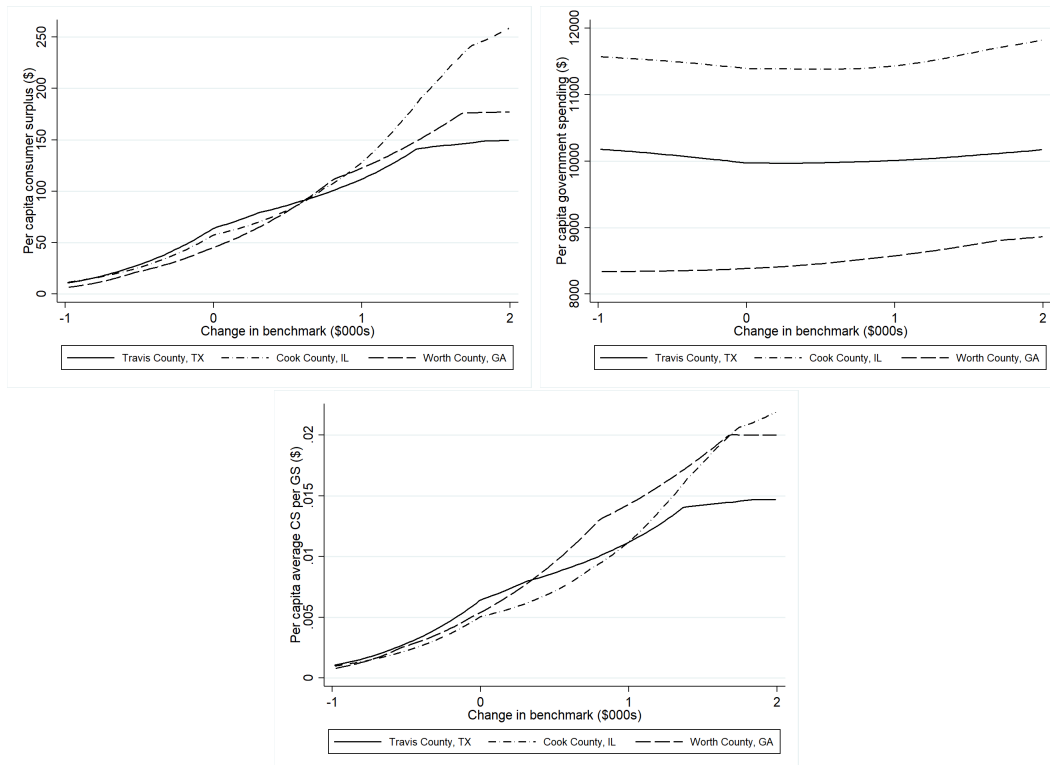 Per capita consumer surplus ($)
250
200
150
100
50
0
-1 0 1 2
Change in benchmark ($000s)
Travis County, TX Cook County, IL Worth County, GA
Per capita government spending ($)
12000
11000
10000
9000
8000
-1 0 1 2
Change in benchmark ($000s)
Travis County, TX Cook County, IL Worth County, GA
Per capita average CS per GS ($)
.02
.015
.01
.005
0
-1 0 1 2
Change in benchmark ($000s)
Travis County, TX Cook County, IL Worth County, GA